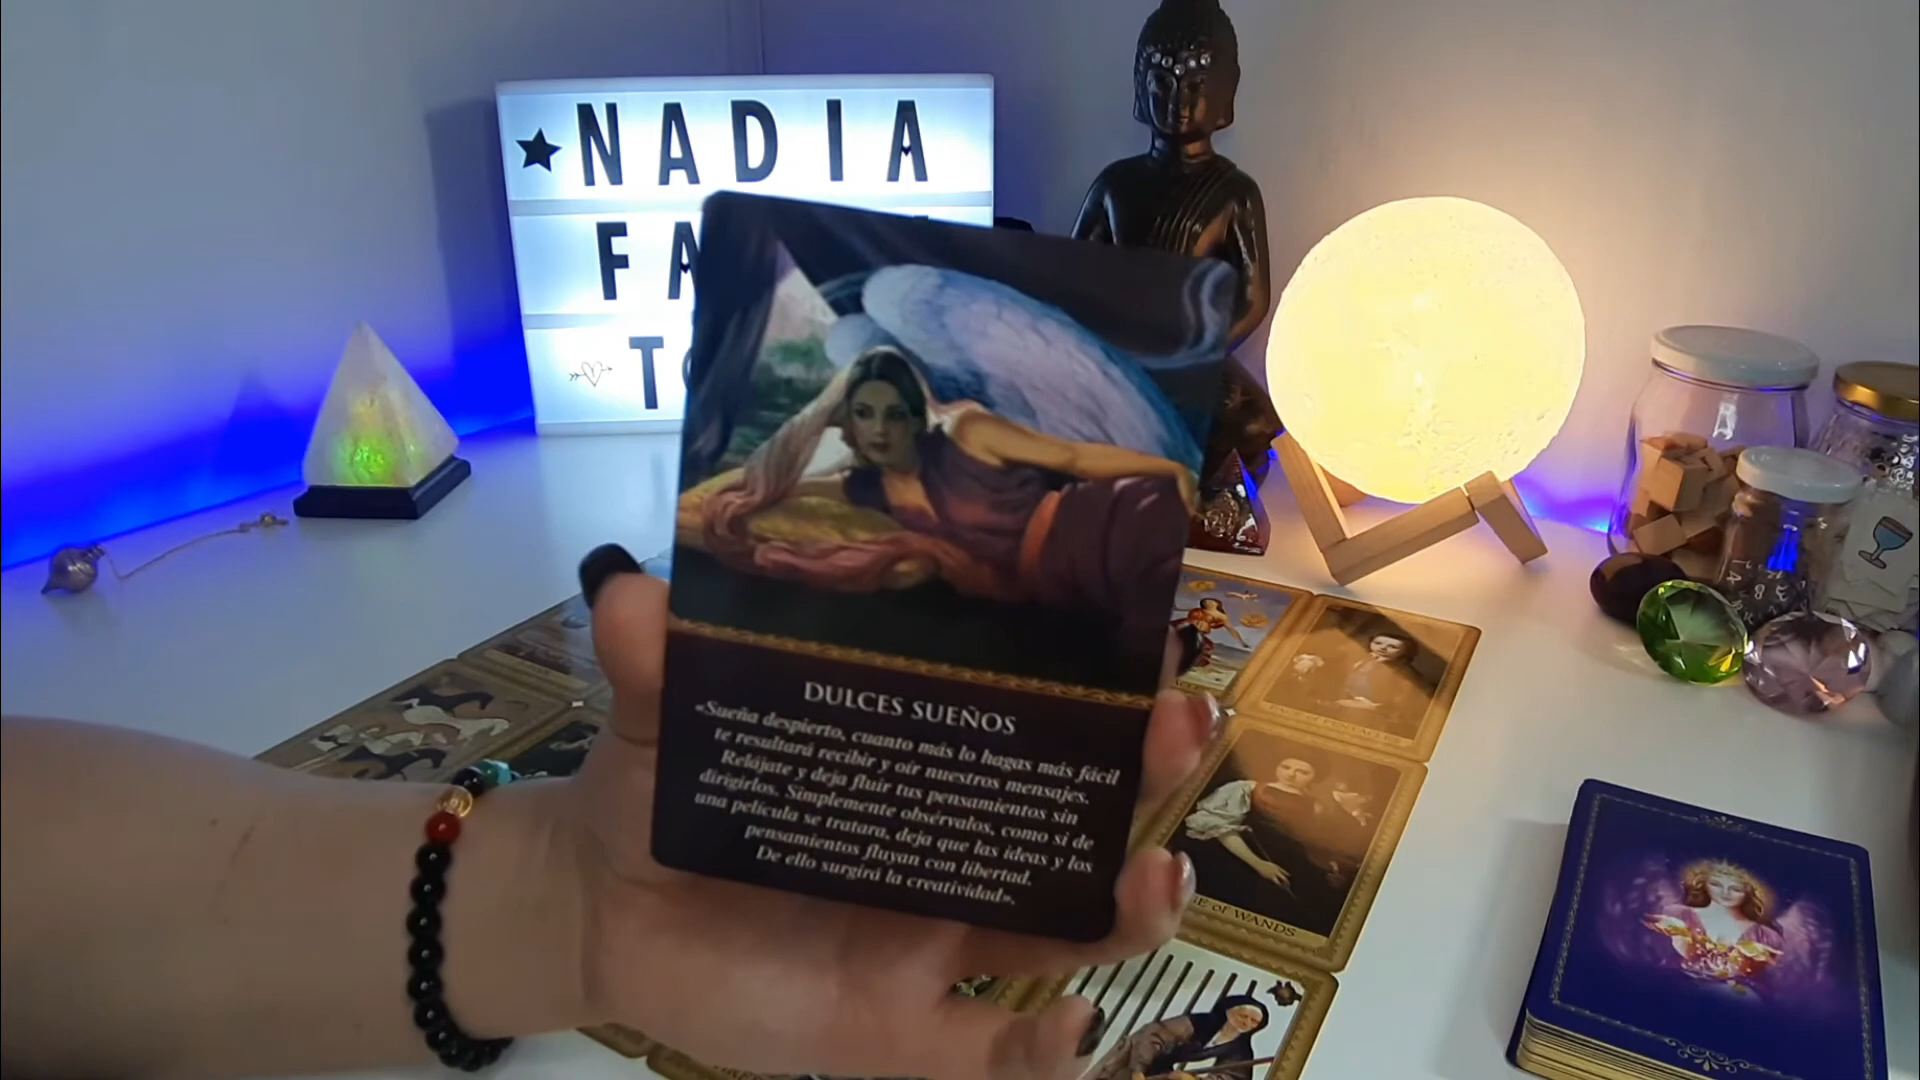 ★ NADIA
FA
T
DULCES SUEÑOS
«Sueña despierto, cuanto más lo hagas más fácil
te resultará recibir y oír nuestros mensajes.
Relájate y deja fluir tus pensamientos sin
dirigirlos. Simplemente obsérvalos, como si de
una película se tratara, deja que las ideas y los
pensamientos fluyan con libertad.
De ello surgirá la creatividad».
OF WANDS